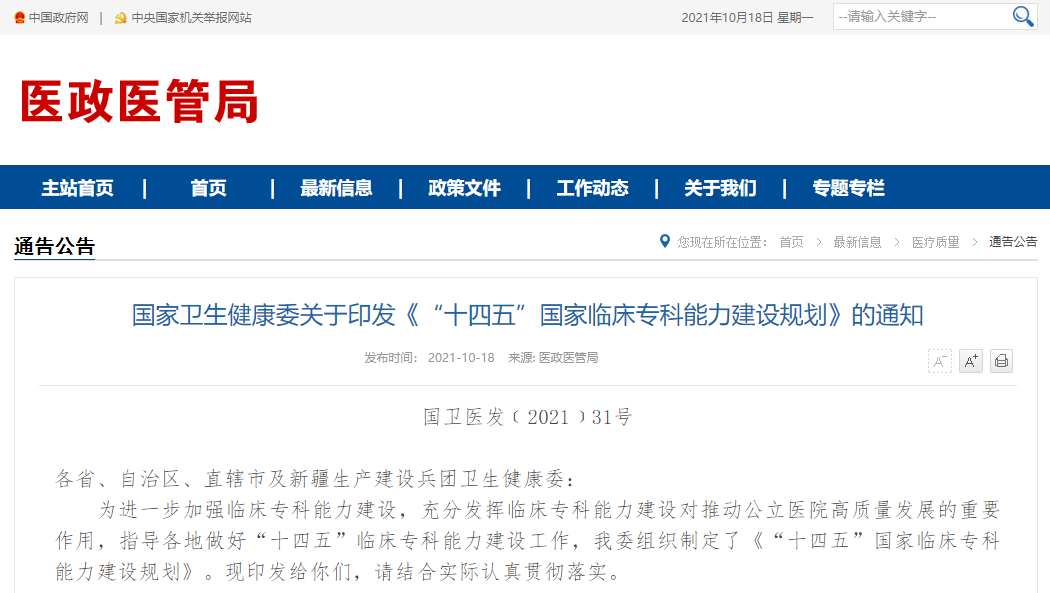 中国政府网 | 中央国家机关举报网站 2021年10月18日 星期一 --请输入关键字--
医政医管局
主站首页 | 首页 | 最新信息 | 政策文件 | 工作动态 | 关于我们 | 专题专栏
通告公告 您现在所在位置： 首页 > 最新信息 > 医疗质量 > 通告公告
国家卫生健康委关于印发《“十四五”国家临床专科能力建设规划》的通知
发布时间： 2021-10-18 来源: 医政医管局
A- A+
国卫医发﹝2021﹞31号
各省、自治区、直辖市及新疆生产建设兵团卫生健康委：
为进一步加强临床专科能力建设，充分发挥临床专科能力建设对推动公立医院高质量发展的重要
作用，指导各地做好“十四五”临床专科能力建设工作，我委组织制定了《“十四五”国家临床专科
能力建设规划》。现印发给你们，请结合实际认真贯彻落实。